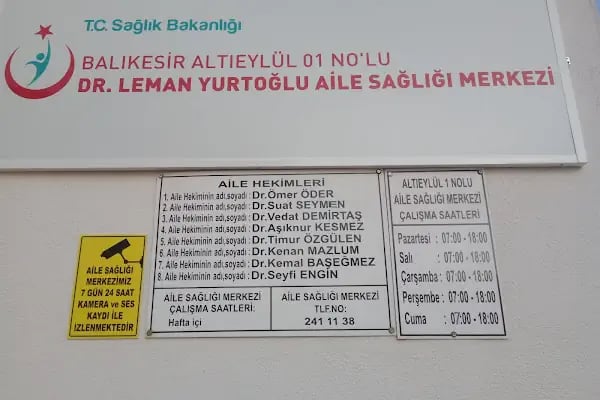 T.C. Sağlık Bakanlığı
BALIKESİR ALTIEYLÜL 01 NO'LU
DR. LEMAN YURTOĞLU AİLE SAĞLIĞI MERKEZİ
AİLE HEKİMLERİ
1. Aile Hekiminin adı,soyadı : Dr.Ömer ÖDER
2. Aile Hekiminin adı,soyadı : Dr.Suat SEYMEN
3. Aile Hekiminin adı,soyadı : Dr.Vedat DEMİRTAŞ
4. Aile Hekiminin adı,soyadı : Dr.Aşıknur KESMEZ
5. Aile Hekiminin adı,soyadı : Dr.Timur ÖZGÜLEN
6. Aile Hekiminin adı,soyadı : Dr.Kenan MAZLUM
7. Aile Hekiminin adı,soyadı : Dr.Kemal BAŞEĞMEZ
8. Aile Hekiminin adı,soyadı : Dr.Seyfi ENGİN
AİLE SAĞLIĞI MERKEZİ
ÇALIŞMA SAATLERİ:
Hafta içi
AİLE SAĞLIĞI MERKEZİ
TLF.NO:
241 11 38
ALTIEYLÜL 1 NOLU
AİLE SAĞLIĞI MERKEZİ
ÇALIŞMA SAATLERİ
Pazartesi : 07:00 - 18:00
Salı : 07:00 - 18:00
Çarşamba : 07:00 - 18:00
Perşembe : 07:00 - 18:00
Cuma : 07:00 - 18:00
AİLE SAĞLIĞI
MERKEZİMİZ
7 GÜN 24 SAAT
KAMERA ve SES
KAYDI İLE
İZLENMEKTEDİR